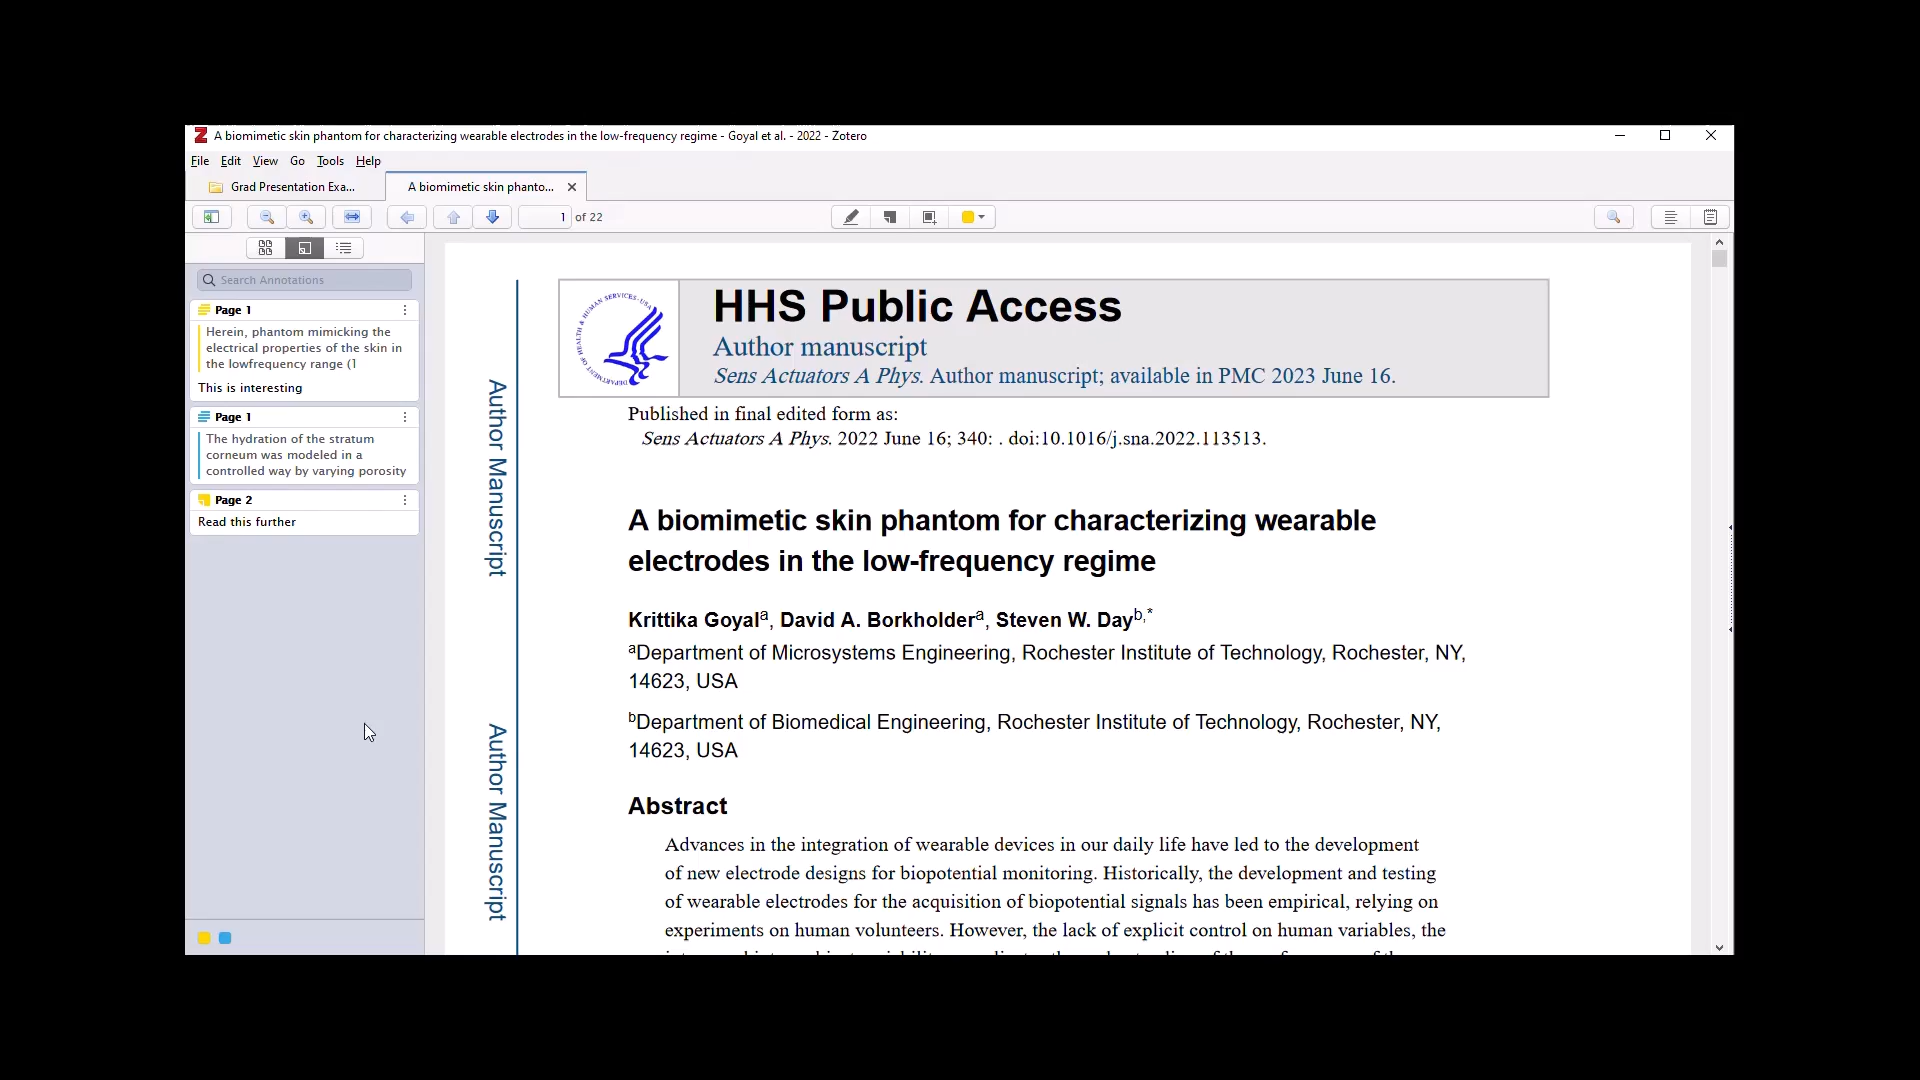 A biomimetic skin phantom for characterizing wearable electrodes in the low-frequency regime - Goyal et al. - 2022 - Zotero
File Edit View Go Tools Help
Grad Presentation Exa...
A biomimetic skin phanto...
1 of 22
Search Annotations
Page 1
Herein, phantom mimicking the
electrical properties of the skin in
the lowfrequency range (1
This is interesting
Page 1
The hydration of the stratum
corneum was modeled in a
controlled way by varying porosity
Page 2
Read this further
Author Manuscript
Author Manuscript
DEPARTMENT OF HEALTH & HUMAN SERVICES · USA
HHS Public Access
Author manuscript
Sens Actuators A Phys. Author manuscript; available in PMC 2023 June 16.
Published in final edited form as:
Sens Actuators A Phys. 2022 June 16; 340: . doi:10.1016/j.sna.2022.113513.
A biomimetic skin phantom for characterizing wearable
electrodes in the low-frequency regime
Krittika Goyal^a, David A. Borkholder^a, Steven W. Day^b,*
^aDepartment of Microsystems Engineering, Rochester Institute of Technology, Rochester, NY,
14623, USA
^bDepartment of Biomedical Engineering, Rochester Institute of Technology, Rochester, NY,
14623, USA
Abstract
Advances in the integration of wearable devices in our daily life have led to the development
of new electrode designs for biopotential monitoring. Historically, the development and testing
of wearable electrodes for the acquisition of biopotential signals has been empirical, relying on
experiments on human volunteers. However, the lack of explicit control on human variables, the